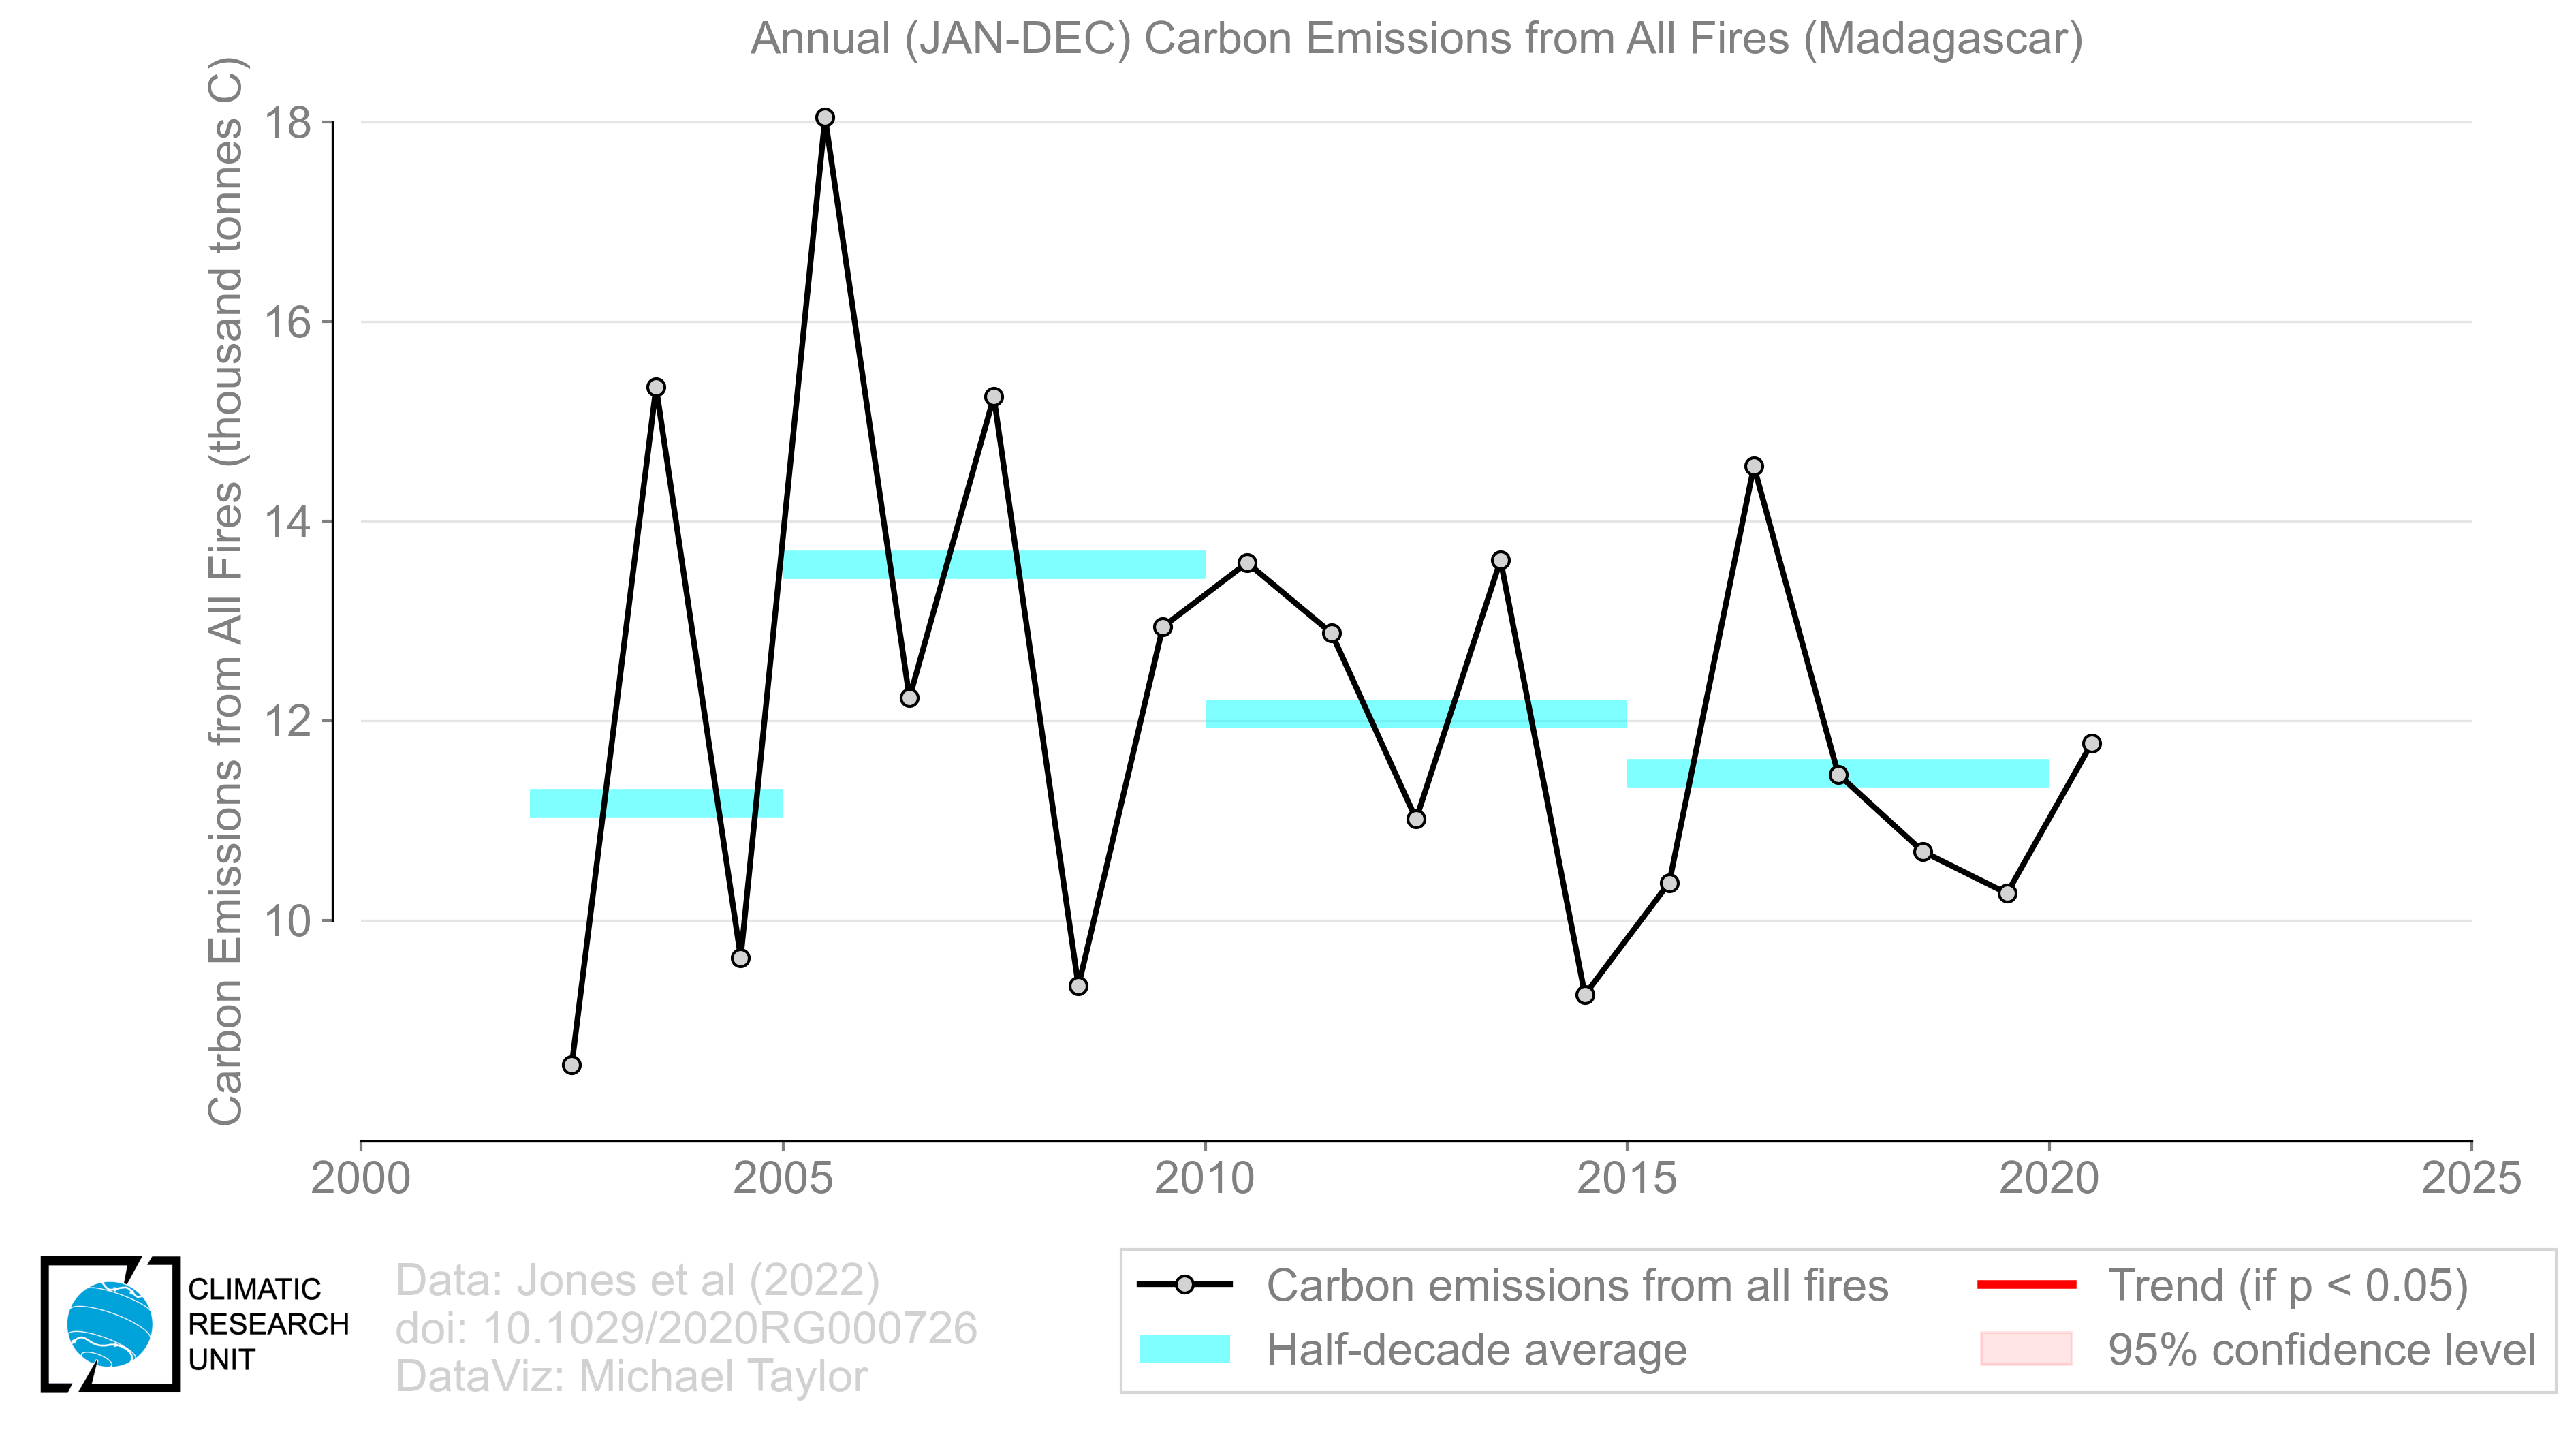 Annual (JAN-DEC) Carbon Emissions from All Fires (Madagascar)
Carbon Emissions from All Fires (thousand tonnes C)
18
16
14
12
10
2000 2005 2010 2015 2020 2025
CLIMATIC
RESEARCH
UNIT
Data: Jones et al (2022)
doi: 10.1029/2020RG000726
DataViz: Michael Taylor
Carbon emissions from all fires
Half-decade average
Trend (if p < 0.05)
95% confidence level